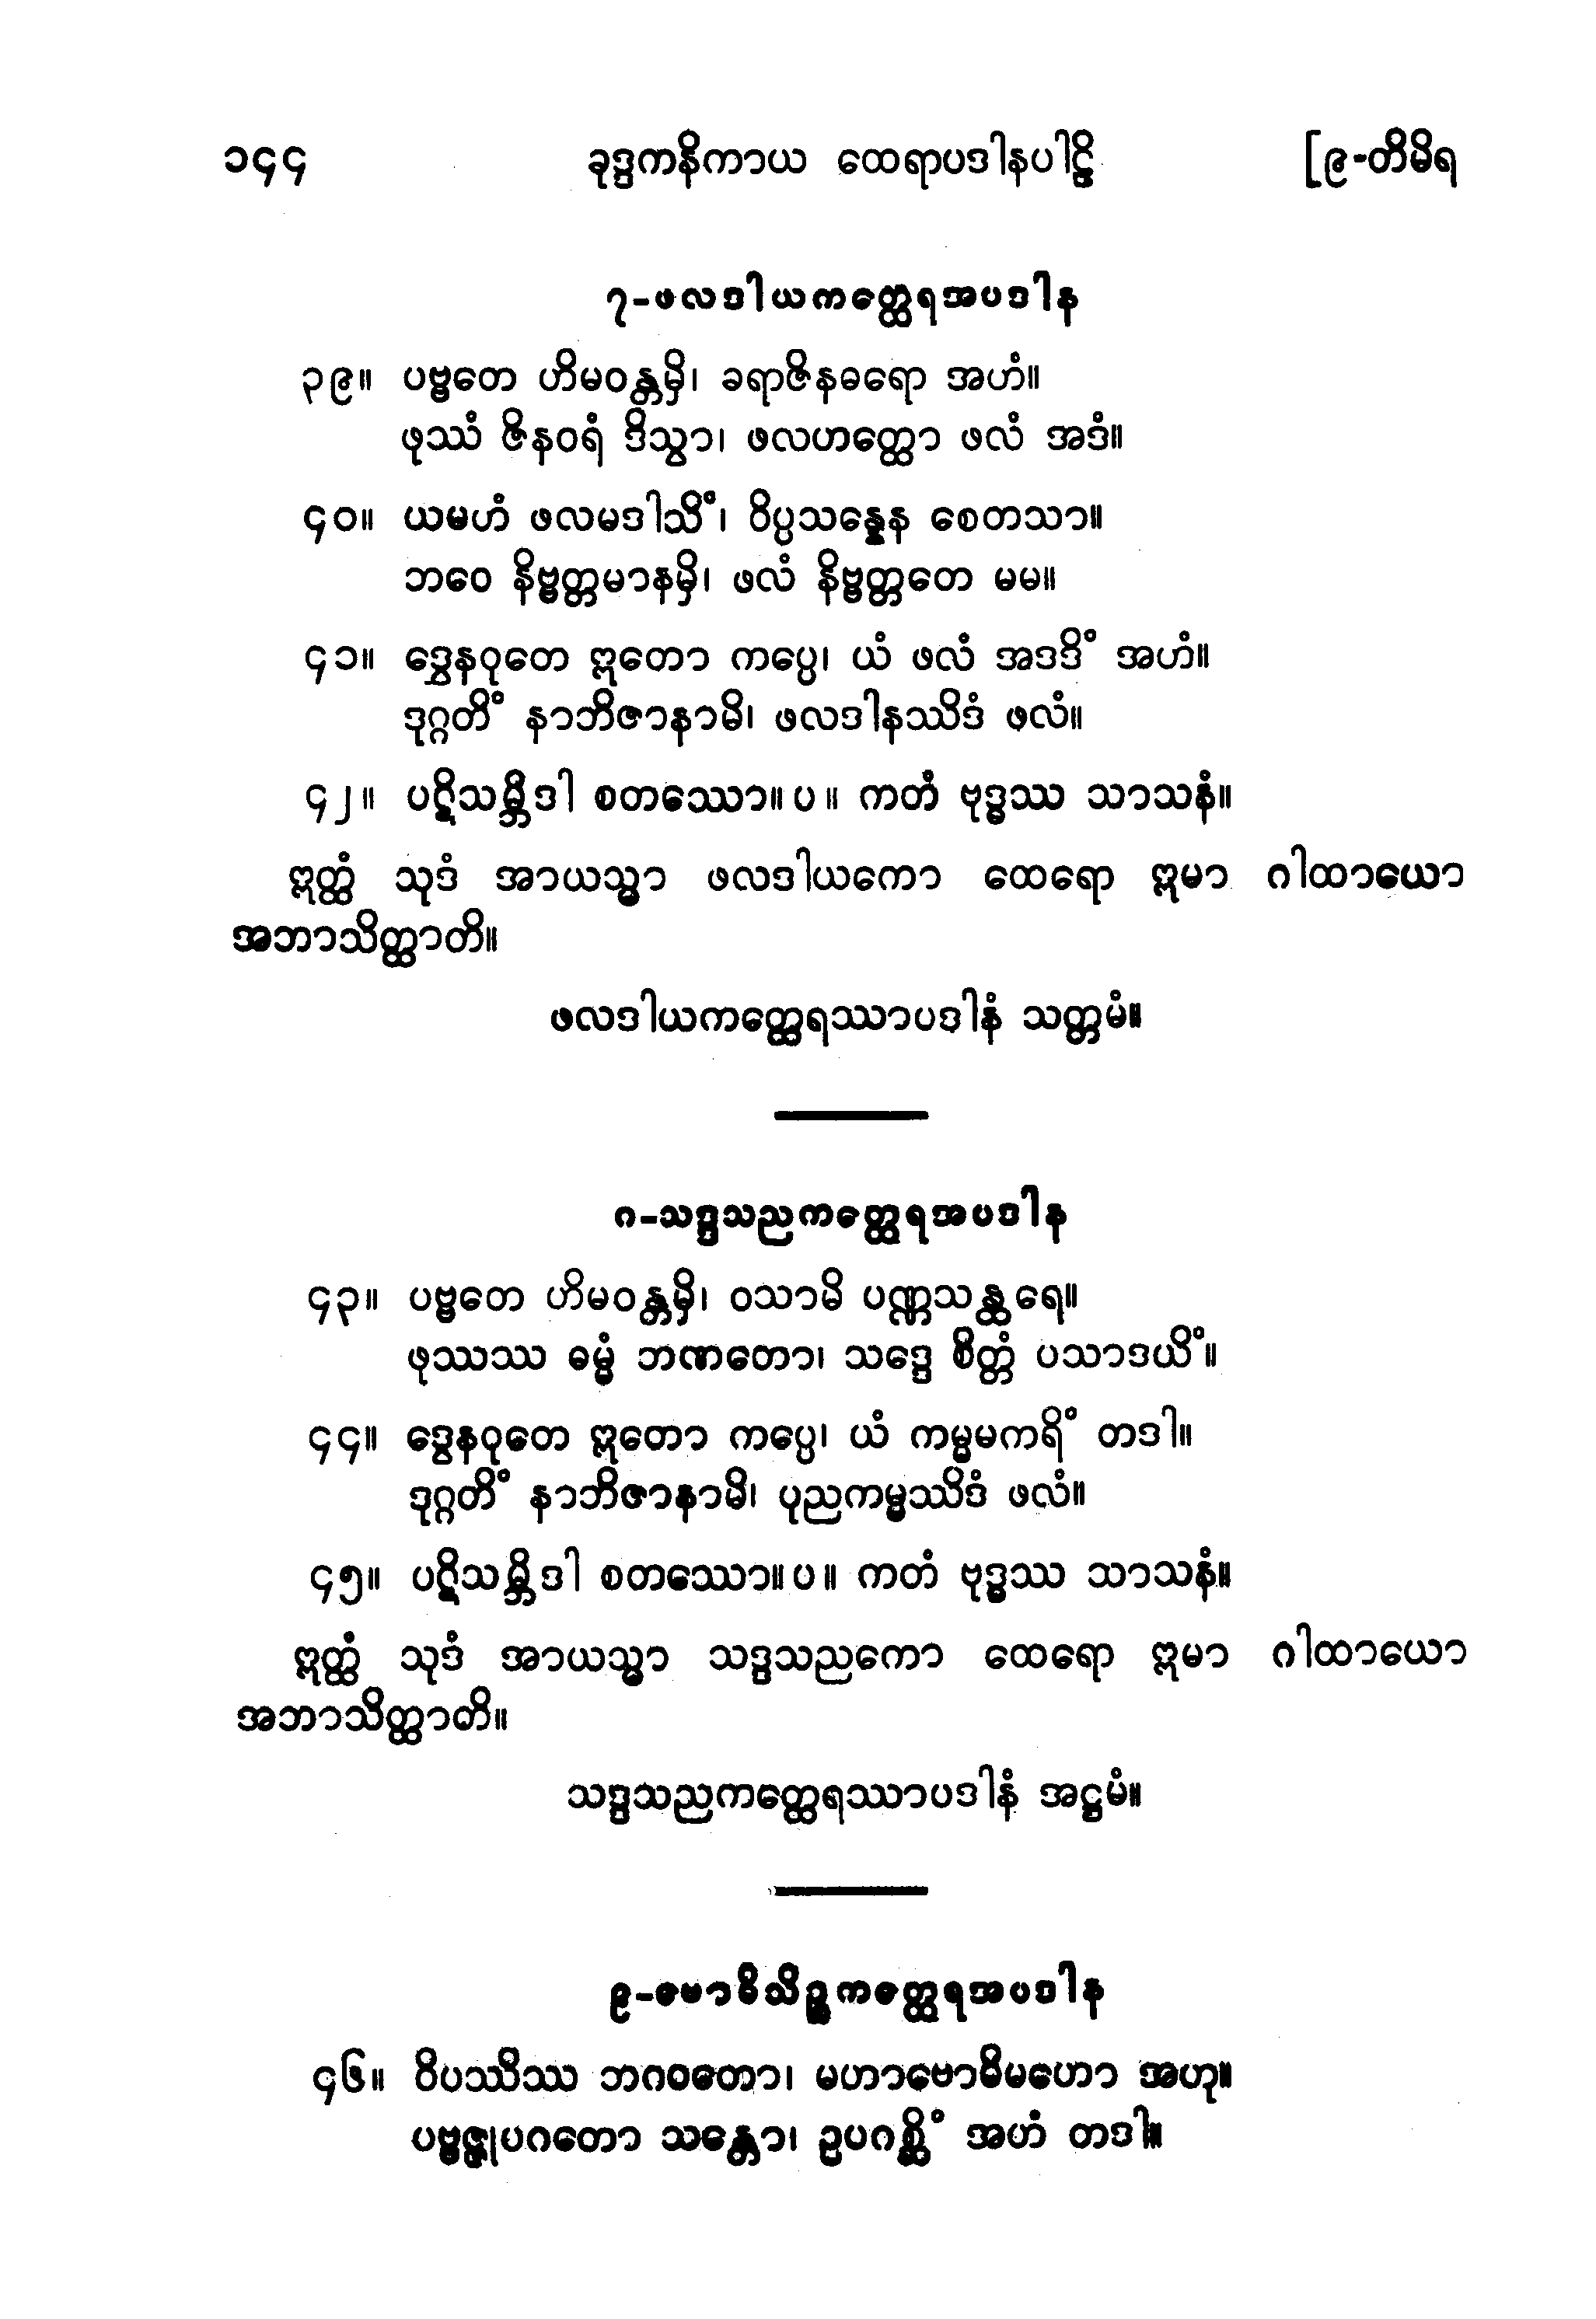 ၁၄၄ ခုဒ္ဒကနိကာယ ထေရာပဒါနပါဠိ [၉-တိမိရ
၇-ဖလဒါယကတ္ထေရအပဒါန
၃၉။ ပဗ္ဗတေ ဟိမဝန္တမှိ၊ ခရာဇိနဓရော အဟံ။
ဖုဿံ ဇိနဝရံ ဒိသွာ၊ ဖလဟတ္ထော ဖလံ အဒံ။
၄၀။ ယမဟံ ဖလမဒါသိံ၊ ဝိပ္ပသန္နေန စေတသာ။
ဘဝေ နိဗ္ဗတ္တမာနမှိ၊ ဖလံ နိဗ္ဗတ္တတေ မမ။
၄၁။ ဒွေနဝုတေ ဣတော ကပ္ပေ၊ ယံ ဖလံ အဒဒိံ အဟံ။
ဒုဂ္ဂတိံ နာဘိဇာနာမိ၊ ဖလဒါနဿိဒံ ဖလံ။
၄၂။ ပဋိသမ္ဘိဒါ စတဿော။ပ။ ကတံ ဗုဒ္ဓဿ သာသနံ။
ဣတ္ထံ သုဒံ အာယသ္မာ ဖလဒါယကော ထေရော ဣမာ ဂါထာယော
အဘာသိတ္ထာတိ။
ဖလဒါယကတ္ထေရဿာပဒါနံ သတ္တမံ။
၈-သဒ္ဒသညကတ္ထေရအပဒါန
၄၃။ ပဗ္ဗတေ ဟိမဝန္တမှိ၊ ဝသာမိ ပဏ္ဏသန္ထရေ။
ဖုဿဿ ဓမ္မံ ဘဏတော၊ သဒ္ဒေ စိတ္တံ ပသာဒယိံ။
၄၄။ ဒွေနဝုတေ ဣတော ကပ္ပေ၊ ယံ ကမ္မမကရိံ တဒါ။
ဒုဂ္ဂတိံ နာဘိဇာနာမိ၊ ပုညကမ္မဿိဒံ ဖလံ။
၄၅။ ပဋိသမ္ဘိဒါ စတဿော။ပ။ ကတံ ဗုဒ္ဓဿ သာသနံ။
ဣတ္ထံ သုဒံ အာယသ္မာ သဒ္ဒသညကော ထေရော ဣမာ ဂါထာယော
အဘာသိတ္ထာတိ။
သဒ္ဒသညကတ္ထေရဿာပဒါနံ အဋ္ဌမံ။
၉-ဗောဓိသိဉ္စကတ္ထေရအပဒါန
၄၆။ ဝိပဿိဿ ဘဂဝတော၊ မဟာဗောဓိမဟော အဟု။
ပဗ္ဗဇ္ဇုပဂတော သန္တော၊ ဥပဂစ္ဆိံ အဟံ တဒါ။